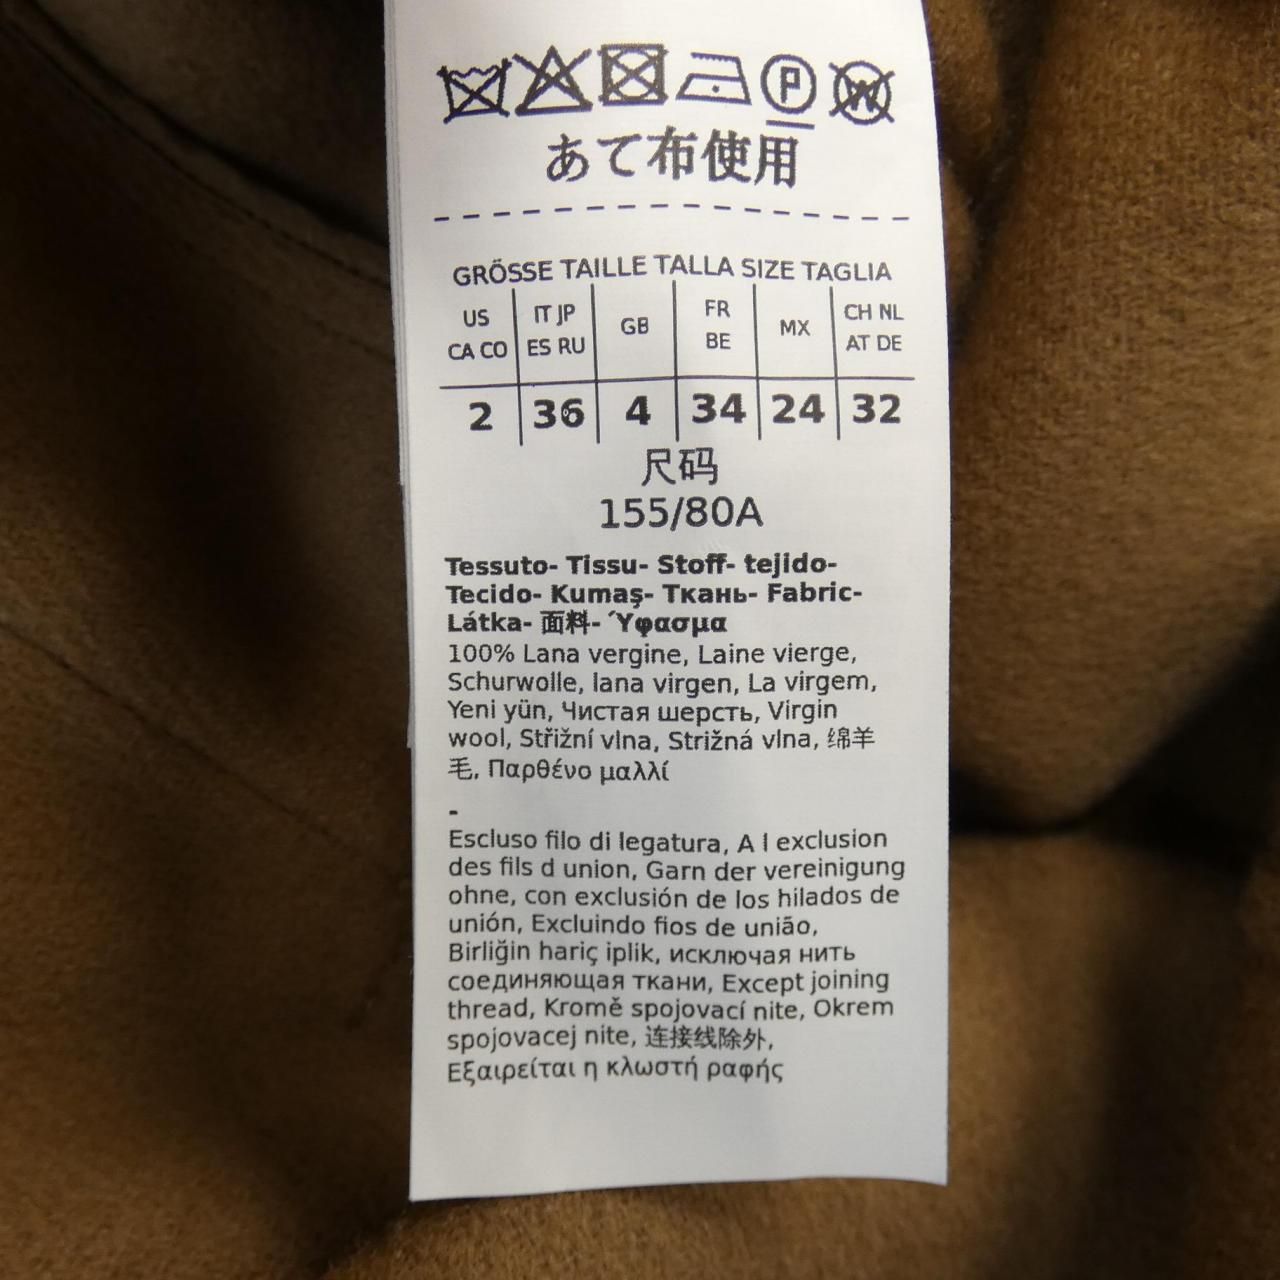 P W
あて布使用
GRÖSSE TAILLE TALLA SIZE TAGLIA
US CA CO IT JP ES RU GB FR BE MX CH NL AT DE
2 36 4 34 24 32
尺码
155/80A
Tessuto- Tissu- Stoff- tejido-
Tecido- Kumaş- Ткань- Fabric-
Látka- 面料- Ύφασμα
100% Lana vergine, Laine vierge,
Schurwolle, lana virgen, La virgem,
Yeni yün, Чистая шерсть, Virgin
wool, Střižní vlna, Strižná vlna, 绵羊
毛, Παρθένο μαλλί
-
Escluso filo di legatura, A l exclusion
des fils d union, Garn der vereinigung
ohne, con exclusión de los hilados de
unión, Excluindo fios de união,
Birliğin hariç iplik, исключая нить
соединяющая ткани, Except joining
thread, Kromě spojovací nite, Okrem
spojovacej nite, 连接线除外,
Εξαιρείται η κλωστή ραφής